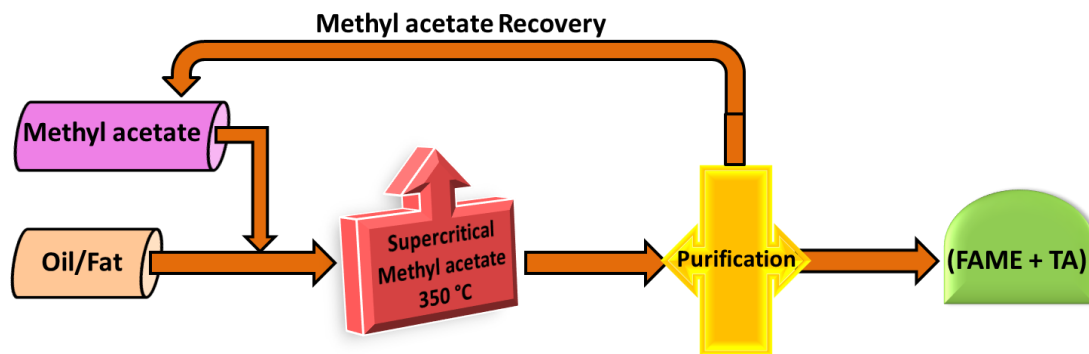 Methyl acetate Recovery
Methyl acetate
Oil/Fat
Supercritical
Methyl acetate
350 °C
Purification
(FAME + TA)